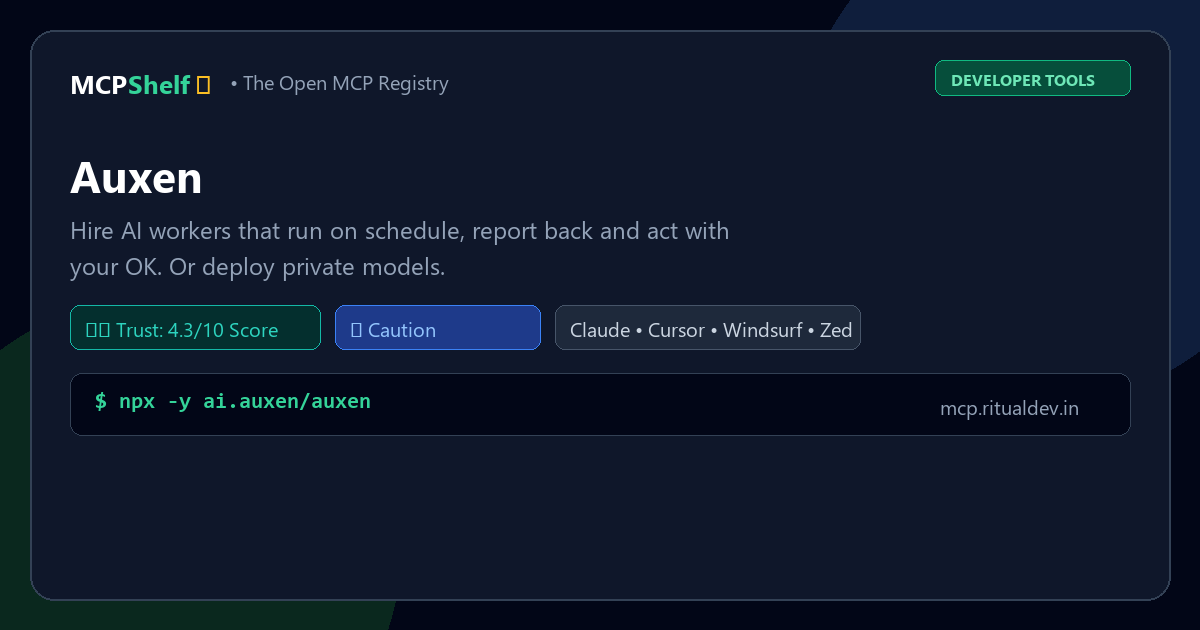 MCPShelf • The Open MCP Registry
DEVELOPER TOOLS
Auxen
Hire AI workers that run on schedule, report back and act with
your OK. Or deploy private models.
Trust: 4.3/10 Score
Caution
Claude • Cursor • Windsurf • Zed
$ npx -y ai.auxen/auxen
mcp.ritualdev.in